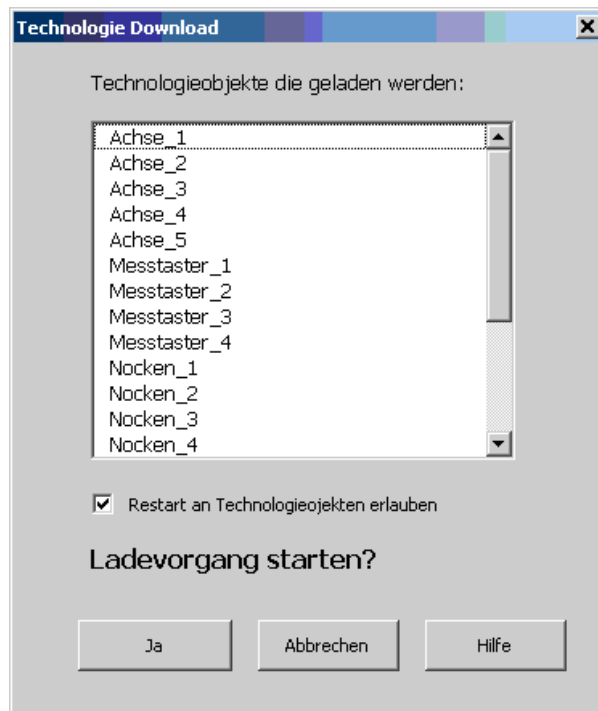 Technologie Download
Technologieobjekte die geladen werden:
Achse_1
Achse_2
Achse_3
Achse_4
Achse_5
Messtaster_1
Messtaster_2
Messtaster_3
Messtaster_4
Nocken_1
Nocken_2
Nocken_3
Nocken_4
Restart an Technologieojekten erlauben
Ladevorgang starten?
Ja Abbrechen Hilfe